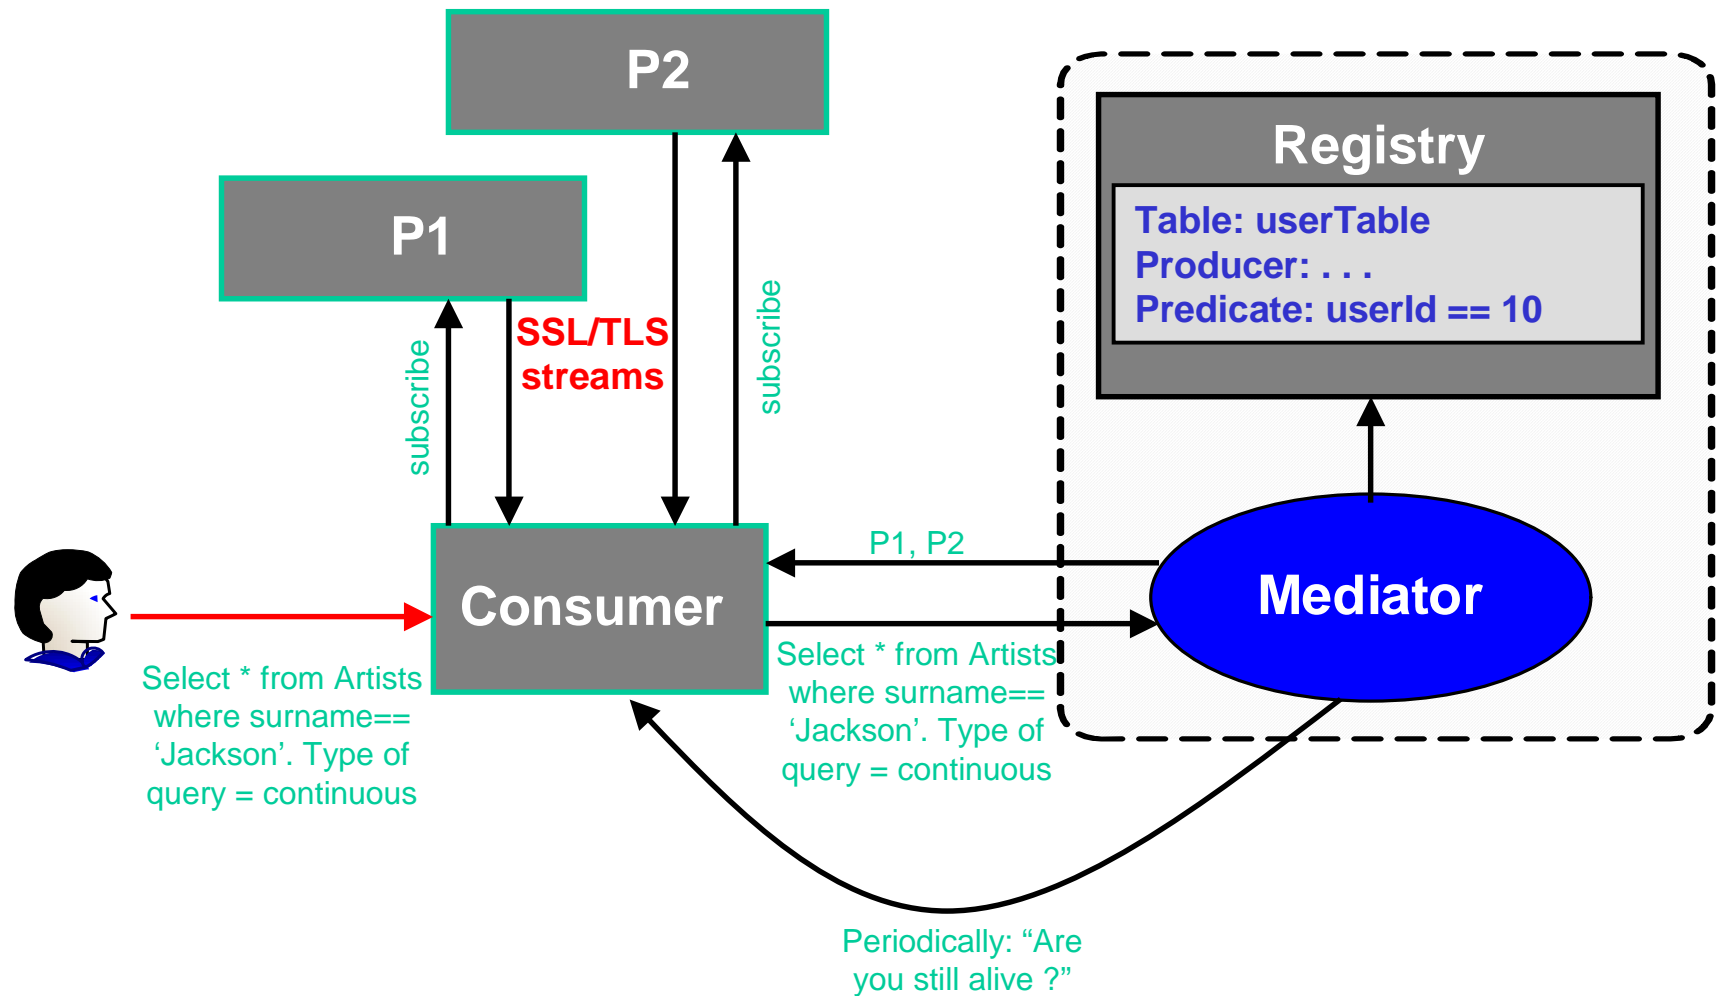 P2
P1
Registry
Table: userTable
Producer: . . .
Predicate: userId == 10
SSL/TLS
streams
subscribe
subscribe
P1, P2
Consumer
Mediator
Select * from Artists
where surname==
‘Jackson’. Type of
query = continuous
Select * from Artists
where surname==
‘Jackson’. Type of
query = continuous
Periodically: “Are
you still alive ?”